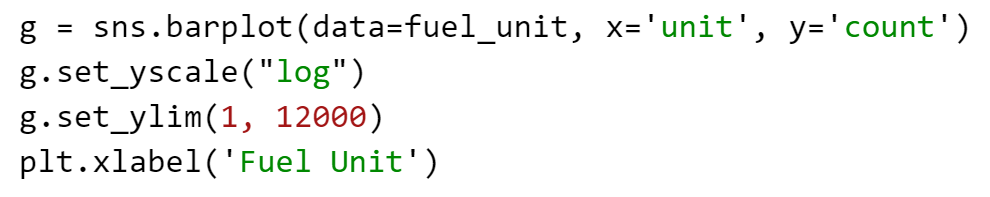 g = sns.barplot(data=fuel_unit, x='unit', y='count')
g.set_yscale("log")
g.set_ylim(1, 12000)
plt.xlabel('Fuel Unit')